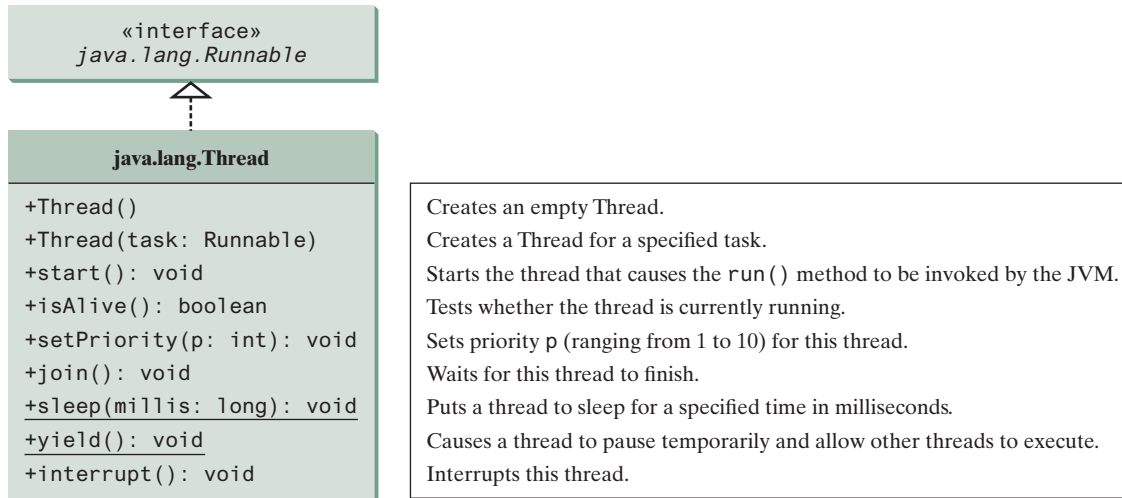 «interface»
java.lang.Runnable
java.lang.Thread
+Thread()
Creates an empty Thread.
+Thread(task: Runnable)
Creates a Thread for a specified task.
+start(): void
Starts the thread that causes the run() method to be invoked by the JVM.
+isAlive(): boolean
Tests whether the thread is currently running.
+setPriority(p: int): void
Sets priority p (ranging from 1 to 10) for this thread.
+join(): void
Waits for this thread to finish.
+sleep(millis: long): void
Puts a thread to sleep for a specified time in milliseconds.
+yield(): void
Causes a thread to pause temporarily and allow other threads to execute.
+interrupt(): void
Interrupts this thread.